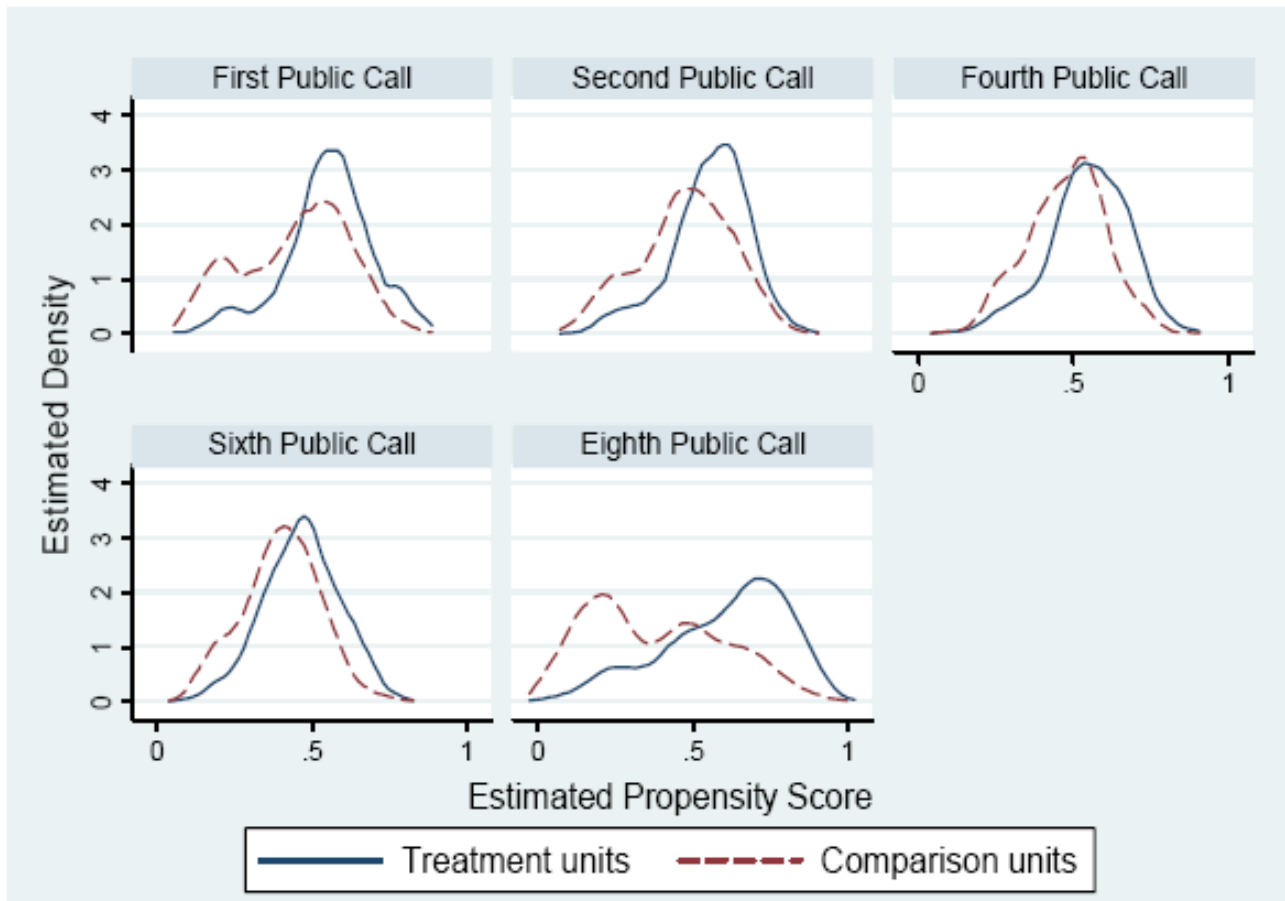 First Public Call
Second Public Call
Fourth Public Call
4
3
2
1
0
0
.5
1
Sixth Public Call
Eighth Public Call
4
3
2
1
0
0
.5
1
0
.5
1
Estimated Density
Estimated Propensity Score
Treatment units
Comparison units